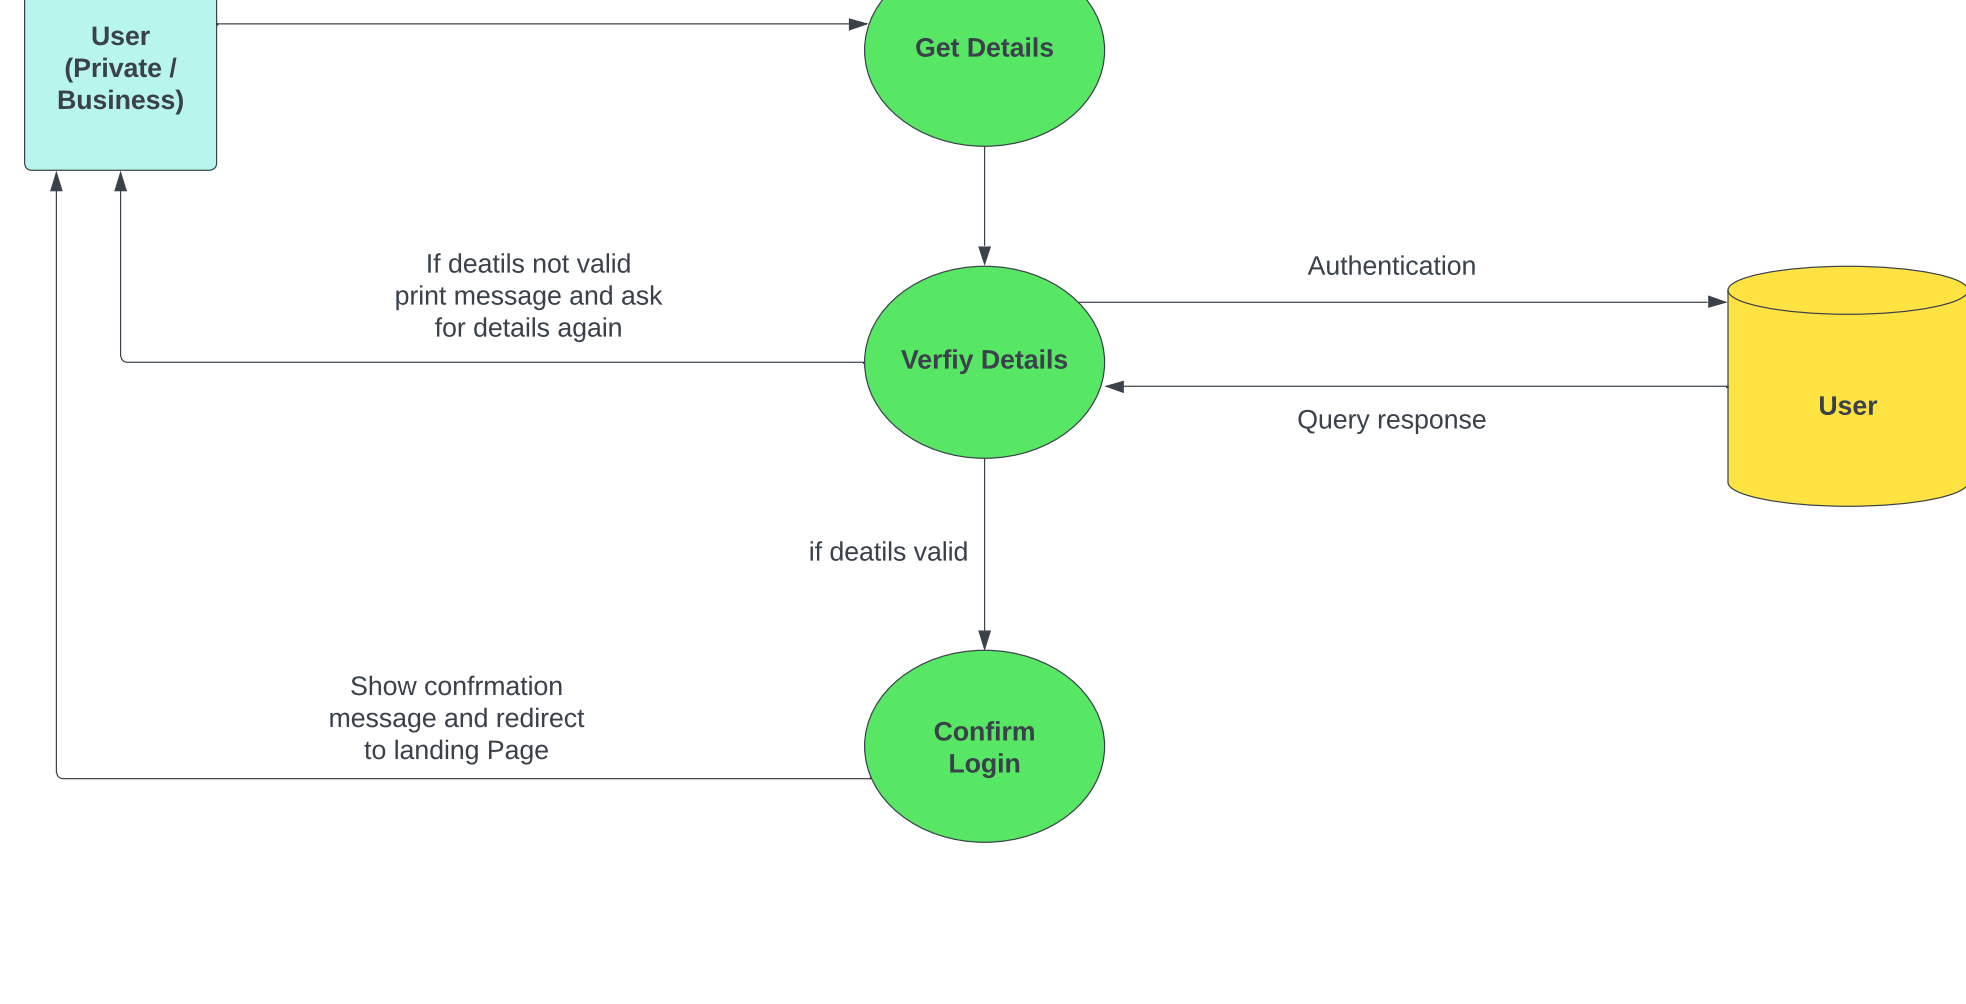 User
(Private /
Business)
Get Details
If deatils not valid
print message and ask
for details again
Authentication
Verfiy Details
Query response
User
if deatils valid
Show confrmation
message and redirect
to landing Page
Confirm
Login